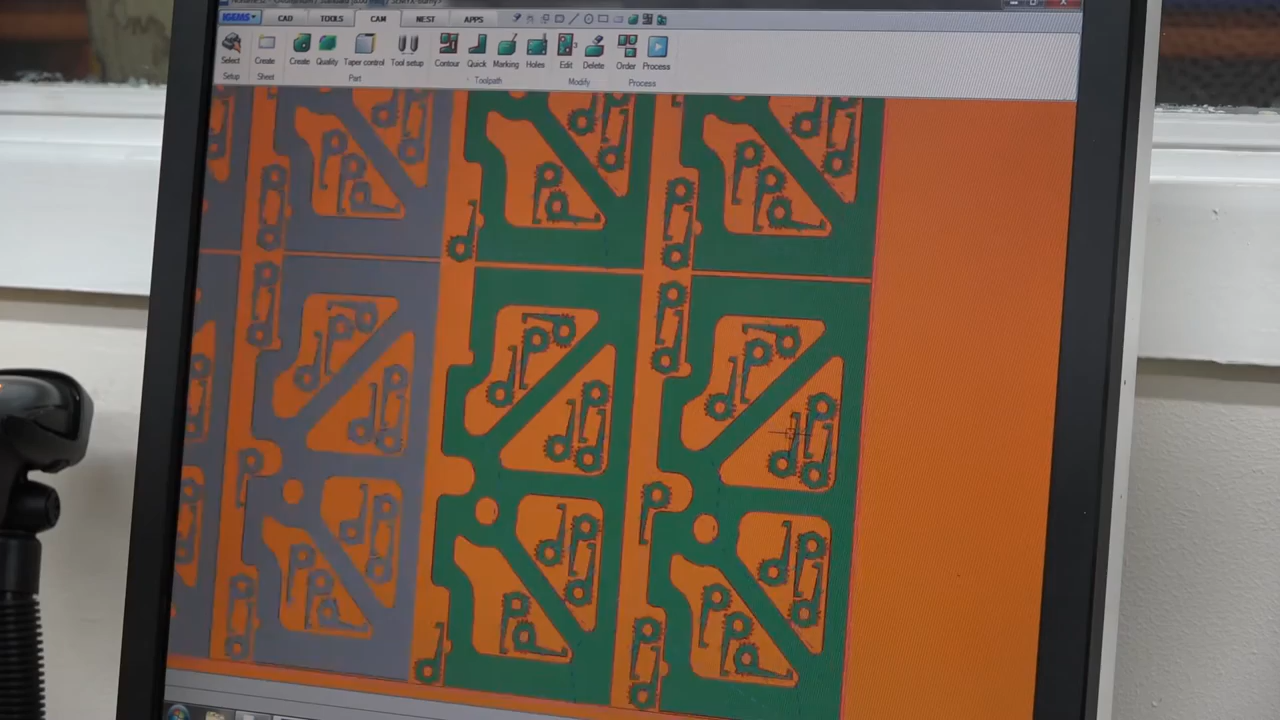 IGEMS CAD TOOLS CAM NEST APPS
Select Create Create Quality Taper control Tool setup Contour Quick Marking Holes Edit Delete Order Process
Setup Sheet Part Toolpath Modify Process